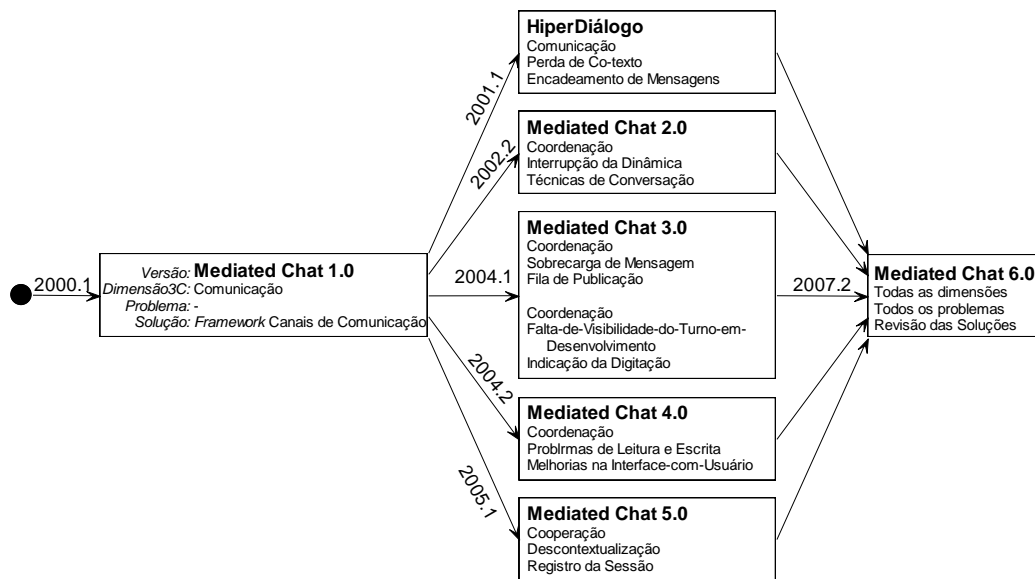 2000.1
Versão: Mediated Chat 1.0
Dimensão3C: Comunicação
Problema: -
Solução: Framework Canais de Comunicação
2001.1
HiperDiálogo
Comunicação
Perda de Co-texto
Encadeamento de Mensagens
2002.2
Mediated Chat 2.0
Coordenação
Interrupção da Dinâmica
Técnicas de Conversação
2004.1
Mediated Chat 3.0
Coordenação
Sobrecarga de Mensagem
Fila de Publicação
Coordenação
Falta-de-Visibilidade-do-Turno-em-
Desenvolvimento
Indicação da Digitação
2004.2
Mediated Chat 4.0
Coordenação
Problrmas de Leitura e Escrita
Melhorias na Interface-com-Usuário
2005.1
Mediated Chat 5.0
Cooperação
Descontextualização
Registro da Sessão
2007.2
Mediated Chat 6.0
Todas as dimensões
Todos os problemas
Revisão das Soluções